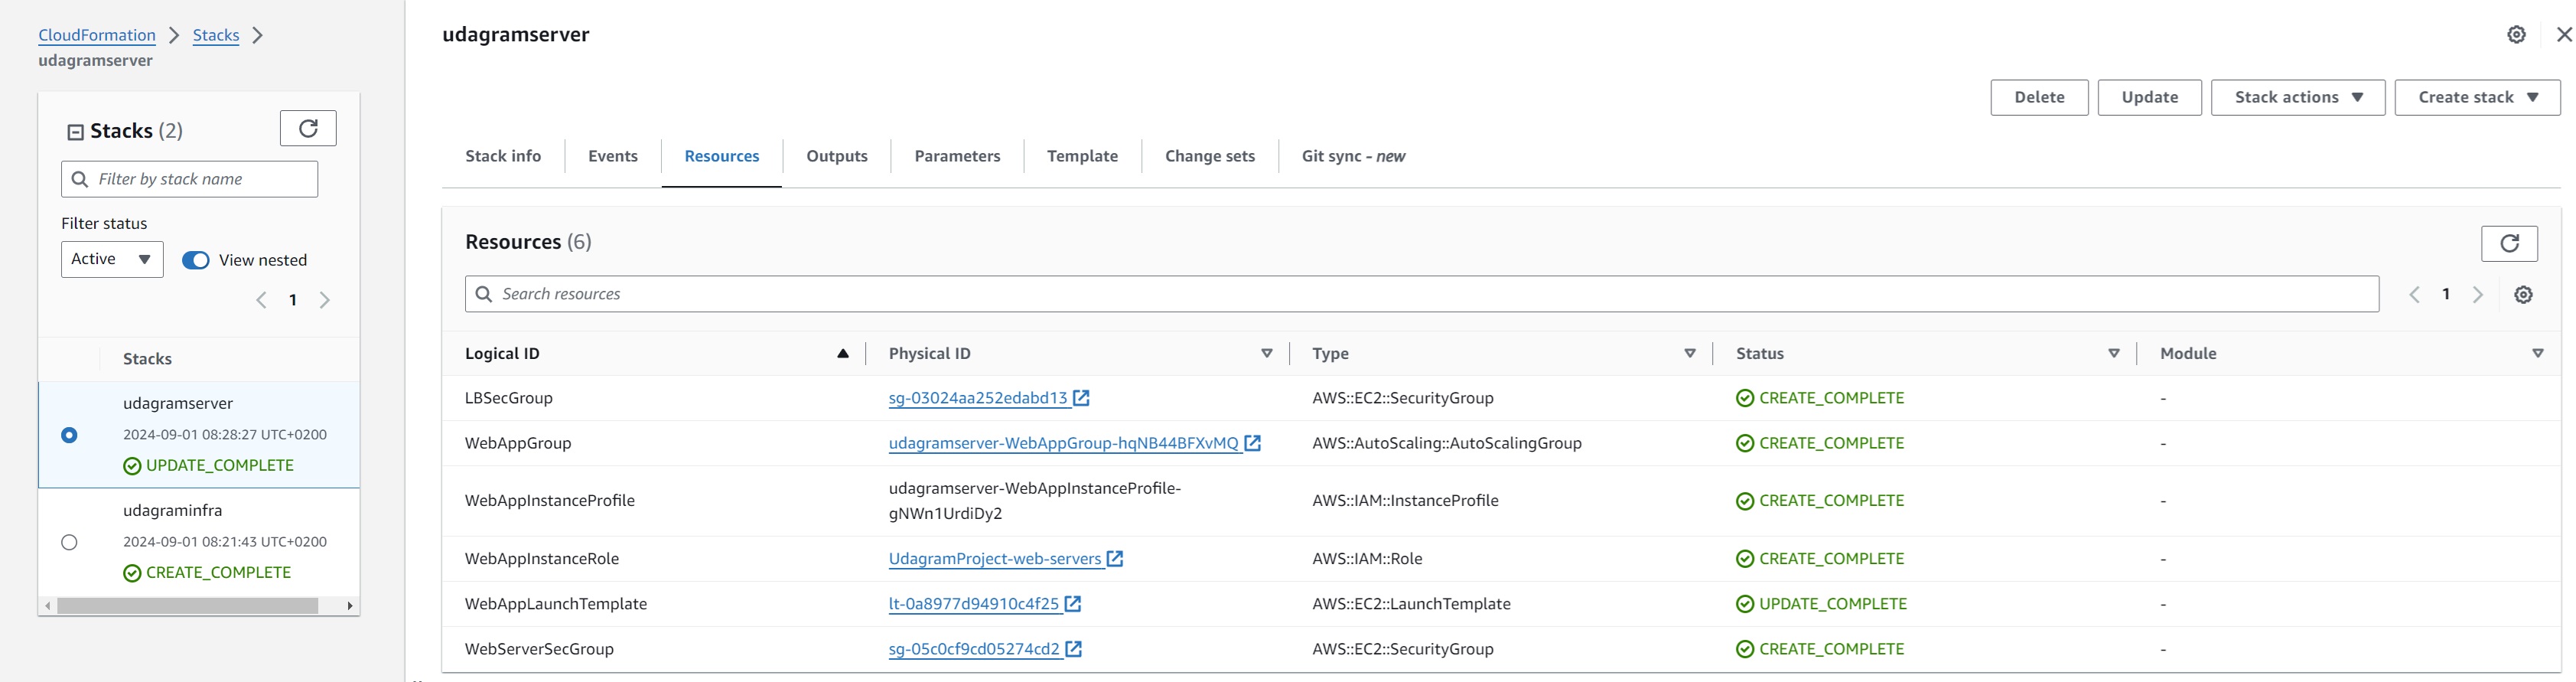 CloudFormation > Stacks >
udagramserver
Stacks (2)
Filter by stack name
Filter status
Active View nested
1
Stacks
udagramserver
2024-09-01 08:28:27 UTC+0200
UPDATE_COMPLETE
udagraminfra
2024-09-01 08:21:43 UTC+0200
CREATE_COMPLETE
udagramserver
Delete Update Stack actions Create stack
Stack info Events Resources Outputs Parameters Template Change sets Git sync - new
Resources (6)
Search resources
1
Logical ID Physical ID Type Status Module
LBSecGroup sg-03024aa252edabd13 AWS::EC2::SecurityGroup CREATE_COMPLETE -
WebAppGroup udagramserver-WebAppGroup-hqNB44BFXvMQ AWS::AutoScaling::AutoScalingGroup CREATE_COMPLETE -
WebAppInstanceProfile udagramserver-WebAppInstanceProfile-
gNWn1UrdiDy2 AWS::IAM::InstanceProfile CREATE_COMPLETE -
WebAppInstanceRole UdagramProject-web-servers AWS::IAM::Role CREATE_COMPLETE -
WebAppLaunchTemplate lt-0a8977d94910c4f25 AWS::EC2::LaunchTemplate UPDATE_COMPLETE -
WebServerSecGroup sg-05c0cf9cd05274cd2 AWS::EC2::SecurityGroup CREATE_COMPLETE -